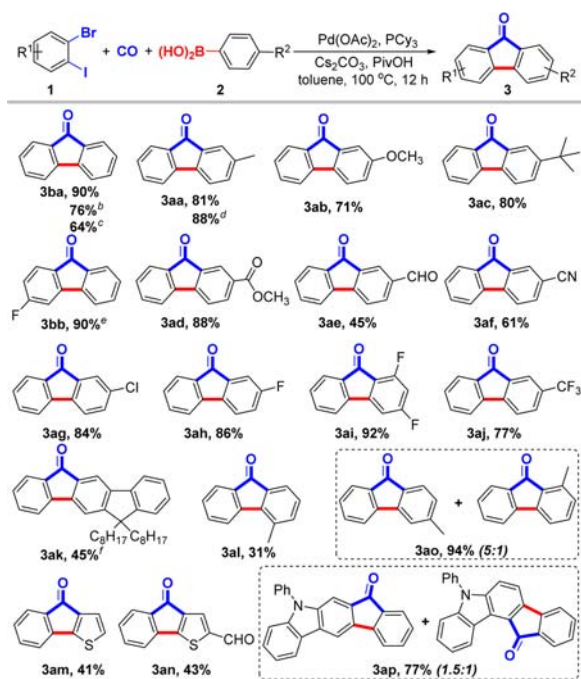 R¹ Br I + CO + (HO)₂B R² Pd(OAc)₂, PCy₃ O
Cs₂CO₃, PivOH R¹ R²
toluene, 100 °C, 12 h
1 2 3
O O O OCH₃ O
3ba, 90% 3aa, 81% 3ab, 71% 3ac, 80%
76%ᵇ 88%ᵈ
64%ᶜ
O F O O OCH₃ O CHO O CN
3bb, 90%ᵉ 3ad, 88% 3ae, 45% 3af, 61%
O Cl O F O F F O CF₃
3ag, 84% 3ah, 86% 3ai, 92% 3aj, 77%
O C₈H₁₇ C₈H₁₇ O O + O
3ak, 45%ᶠ 3al, 31% 3ao, 94% (5:1)
O S O S CHO N Ph O + N Ph O
3am, 41% 3an, 43% 3ap, 77% (1.5:1)